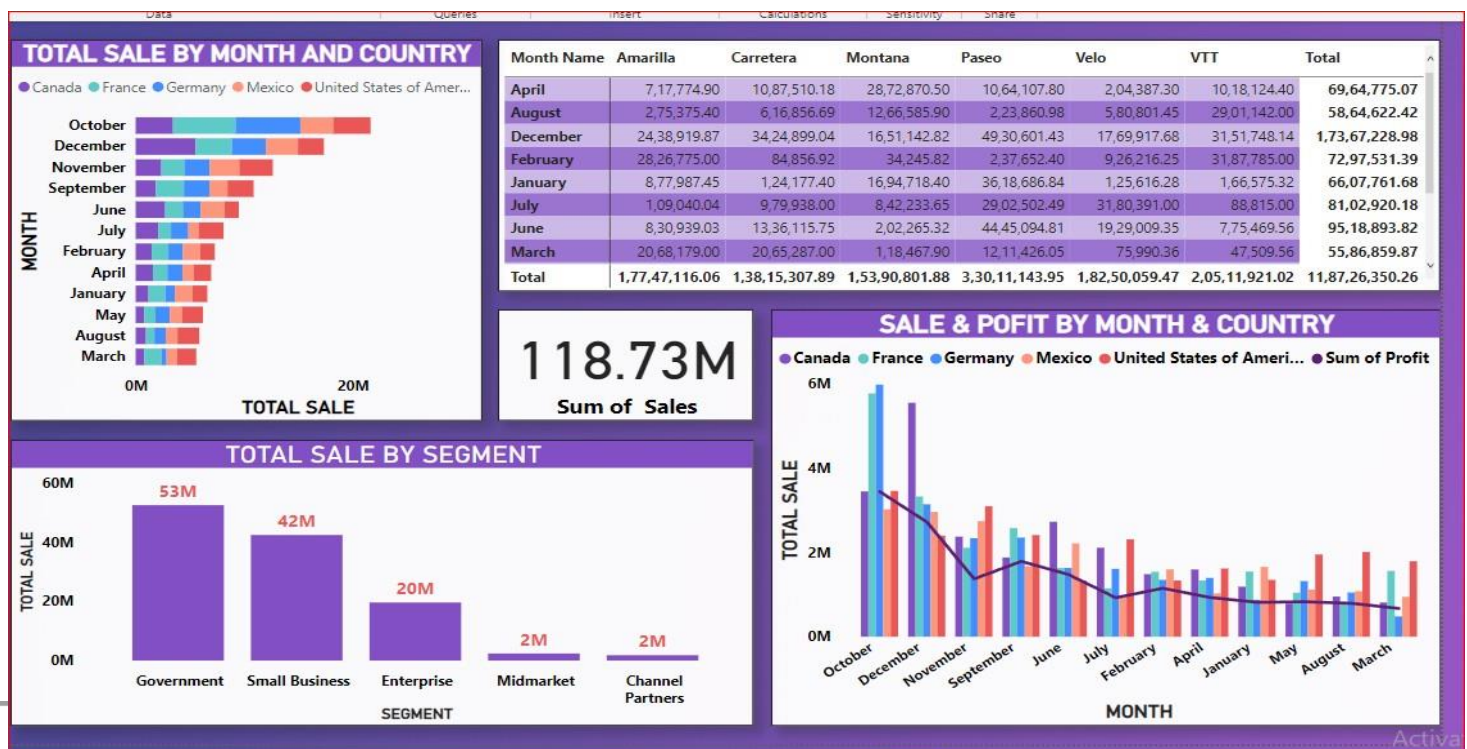 Data Queries Insert Calculations Sensitivity Share
TOTAL SALE BY MONTH AND COUNTRY
Canada France Germany Mexico United States of Amer...
MONTH
October
December
November
September
June
July
February
April
January
May
August
March
0M 20M
TOTAL SALE
Month Name Amarilla Carretera Montana Paseo Velo VTT Total
April 7,17,774.90 10,87,510.18 28,72,870.50 10,64,107.80 2,04,387.30 10,18,124.40 69,64,775.07
August 2,75,375.40 6,16,856.69 12,66,585.90 2,23,860.98 5,80,801.45 29,01,142.00 58,64,622.42
December 24,38,919.87 34,24,899.04 16,51,142.82 49,30,601.43 17,69,917.68 31,51,748.14 1,73,67,228.98
February 28,26,775.00 84,856.92 34,245.82 2,37,652.40 9,26,216.25 31,87,785.00 72,97,531.39
January 8,77,987.45 1,24,177.40 16,94,718.40 36,18,686.84 1,25,616.28 1,66,575.32 66,07,761.68
July 1,09,040.04 9,79,938.00 8,42,233.65 29,02,502.49 31,80,391.00 88,815.00 81,02,920.18
June 8,30,939.03 13,36,115.75 2,02,265.32 44,45,094.81 19,29,009.35 7,75,469.56 95,18,893.82
March 20,68,179.00 20,65,287.00 1,18,467.90 12,11,426.05 75,990.36 47,509.56 55,86,859.87
Total 1,77,47,116.06 1,38,15,307.89 1,53,90,801.88 3,30,11,143.95 1,82,50,059.47 2,05,11,921.02 11,87,26,350.26
118.73M
Sum of Sales
TOTAL SALE BY SEGMENT
TOTAL SALE
60M
40M
20M
0M
53M
42M
20M
2M
2M
Government Small Business Enterprise Midmarket Channel
Partners
SEGMENT
SALE & POFIT BY MONTH & COUNTRY
Canada France Germany Mexico United States of Ameri... Sum of Profit
TOTAL SALE
6M
4M
2M
0M
October December November September June July February April January May August March
MONTH
Activa